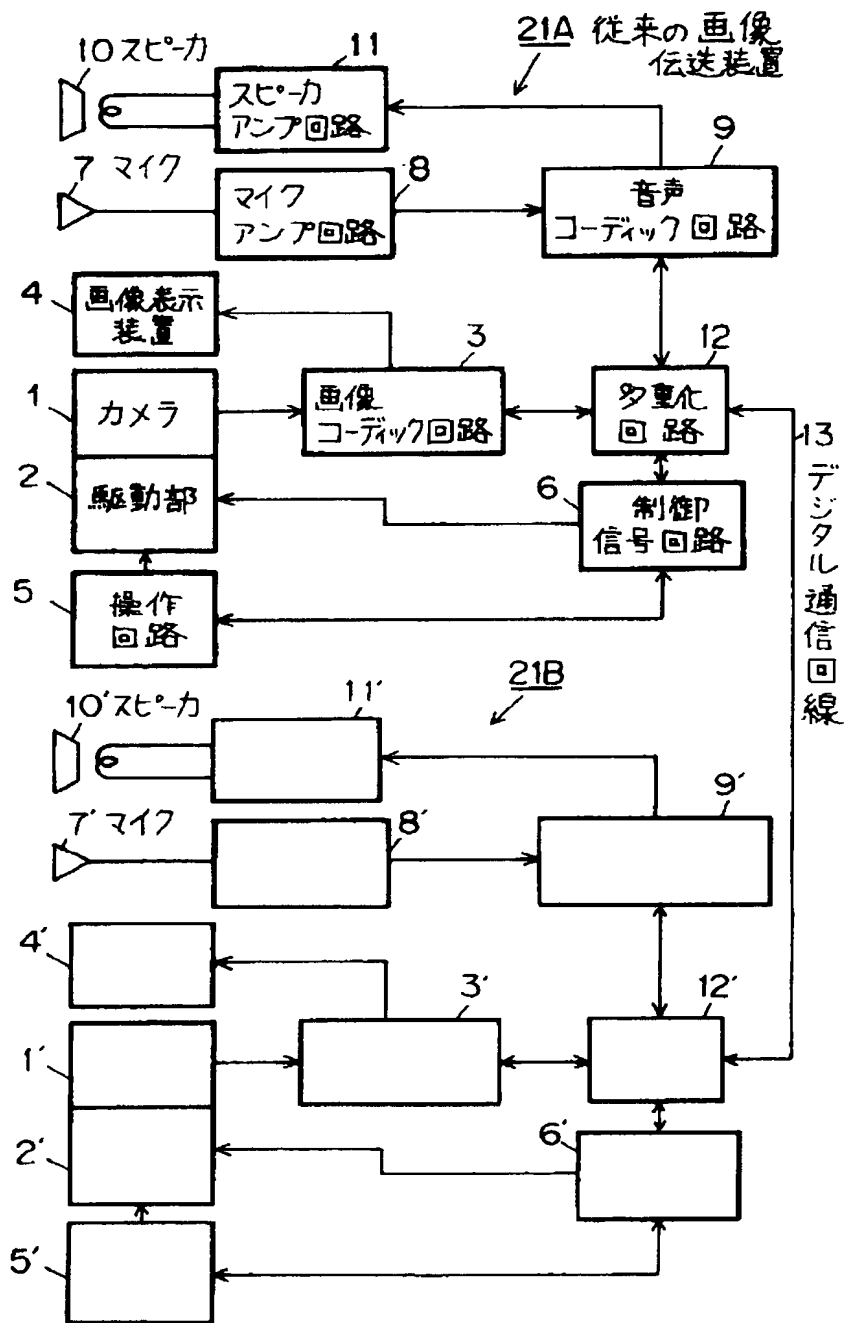 21A 従来の画像
伝送装置
10 スピーカ
11
スピーカ
アンプ回路
7 マイク
8
マイク
アンプ回路
9
音声
コーディック回路
4
画像表示
装置
3
画像
コーディック回路
12
多重化
回路
1
カメラ
2
駆動部
6
制御
信号回路
5
操作
回路
13 デジタル通信回線
21B
10' スピーカ
11'
7' マイク
8'
9'
4'
3'
12'
1'
2'
6'
5'